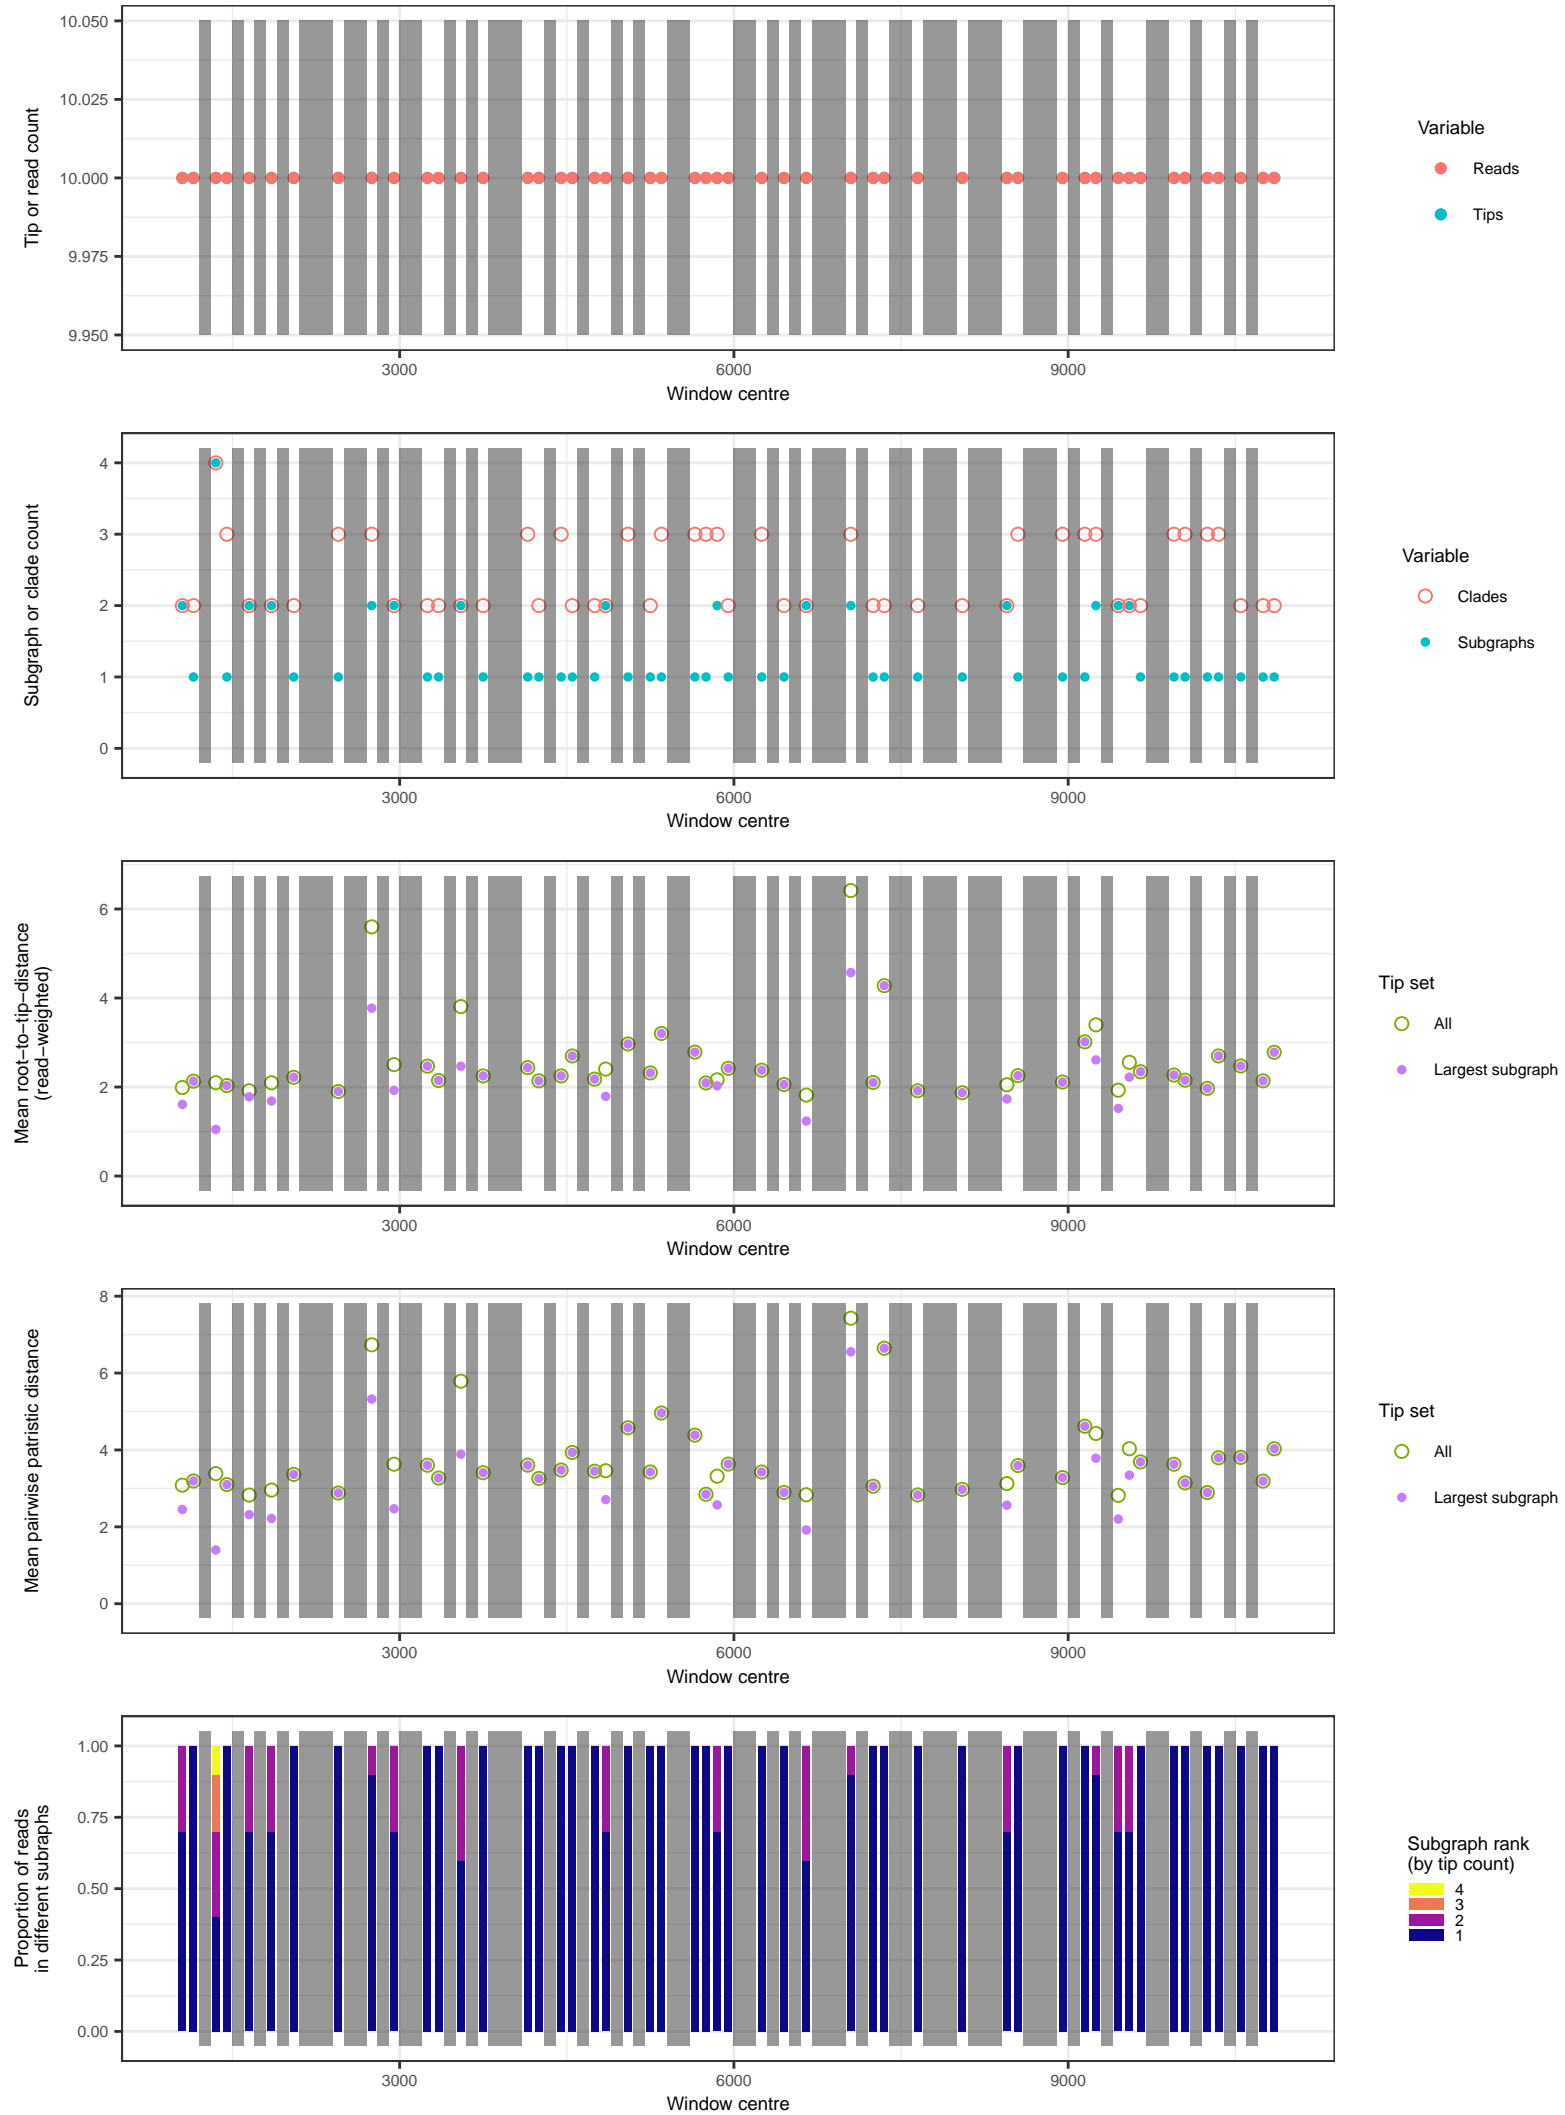 Tip or read count
10.050
10.025
10.000
9.975
9.950
3000
6000
9000
Window centre
Variable
Reads
Tips
Subgraph or clade count
4
3
2
1
0
3000
6000
9000
Window centre
Variable
Clades
Subgraphs
Mean root−to−tip−distance
(read−weighted)
6
4
2
0
3000
6000
9000
Window centre
Tip set
All
Largest subgraph
Mean pairwise patristic distance
8
6
4
2
0
3000
6000
9000
Window centre
Tip set
All
Largest subgraph
Proportion of reads
in different subraphs
1.00
0.75
0.50
0.25
0.00
3000
6000
9000
Window centre
Subgraph rank
(by tip count)
4
3
2
1